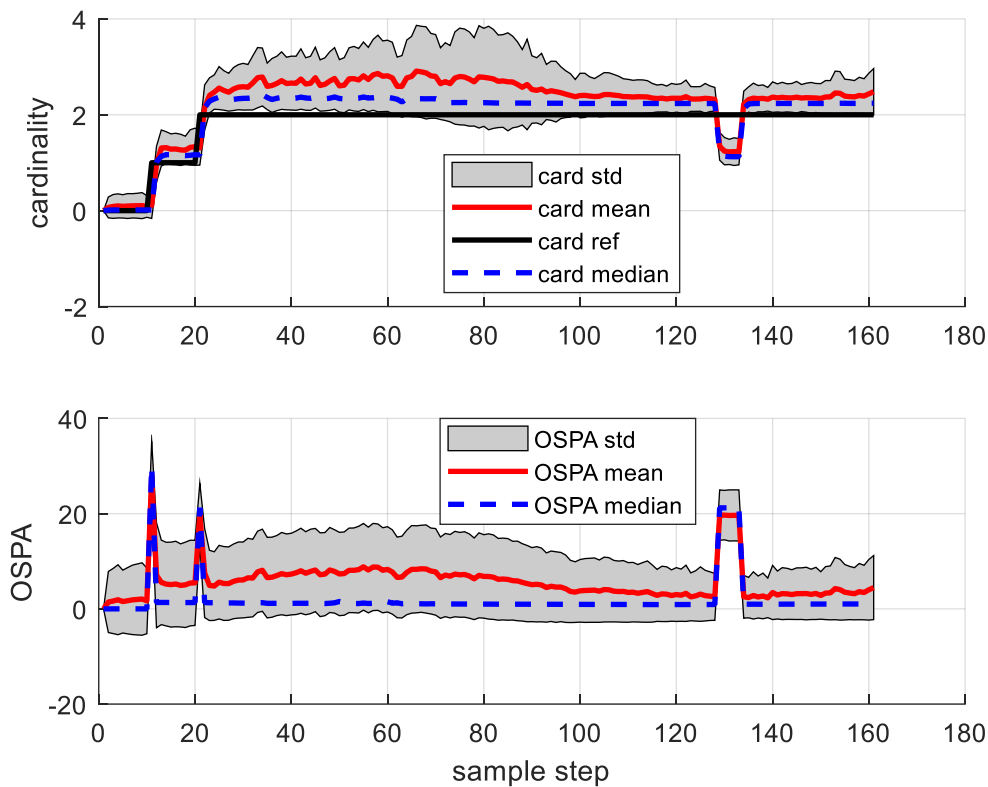 4
2
0
-2
cardinality
card std
card mean
card ref
card median
0 20 40 60 80 100 120 140 160 180
40
20
0
-20
OSPA
OSPA std
OSPA mean
OSPA median
0 20 40 60 80 100 120 140 160 180
sample step